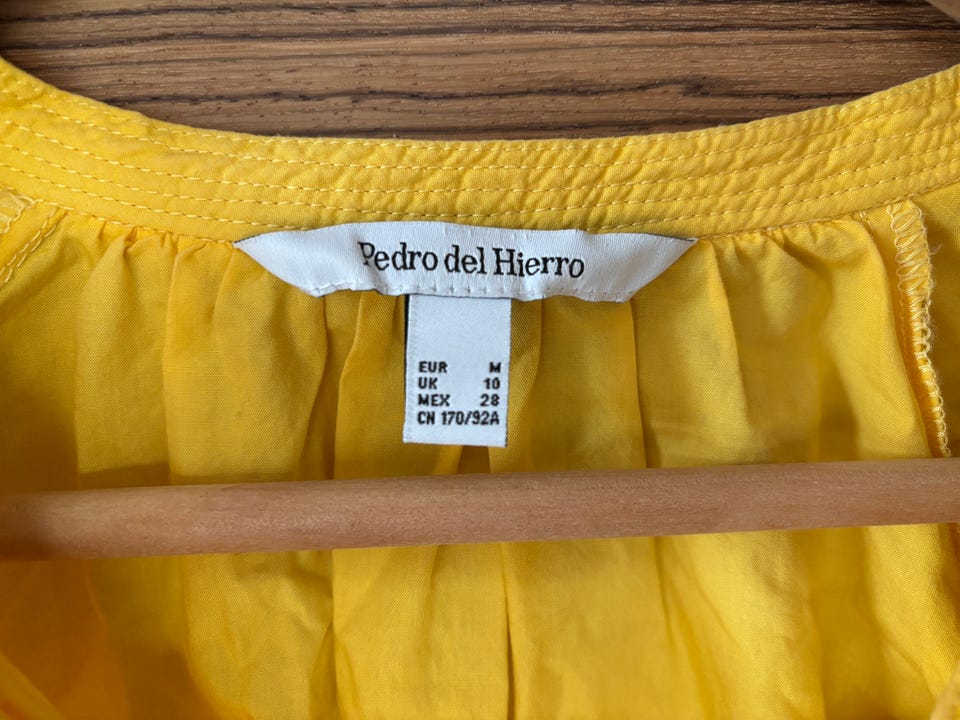 Pedro del Hierro
EUR M
UK 10
MEX 28
CN 170/92A